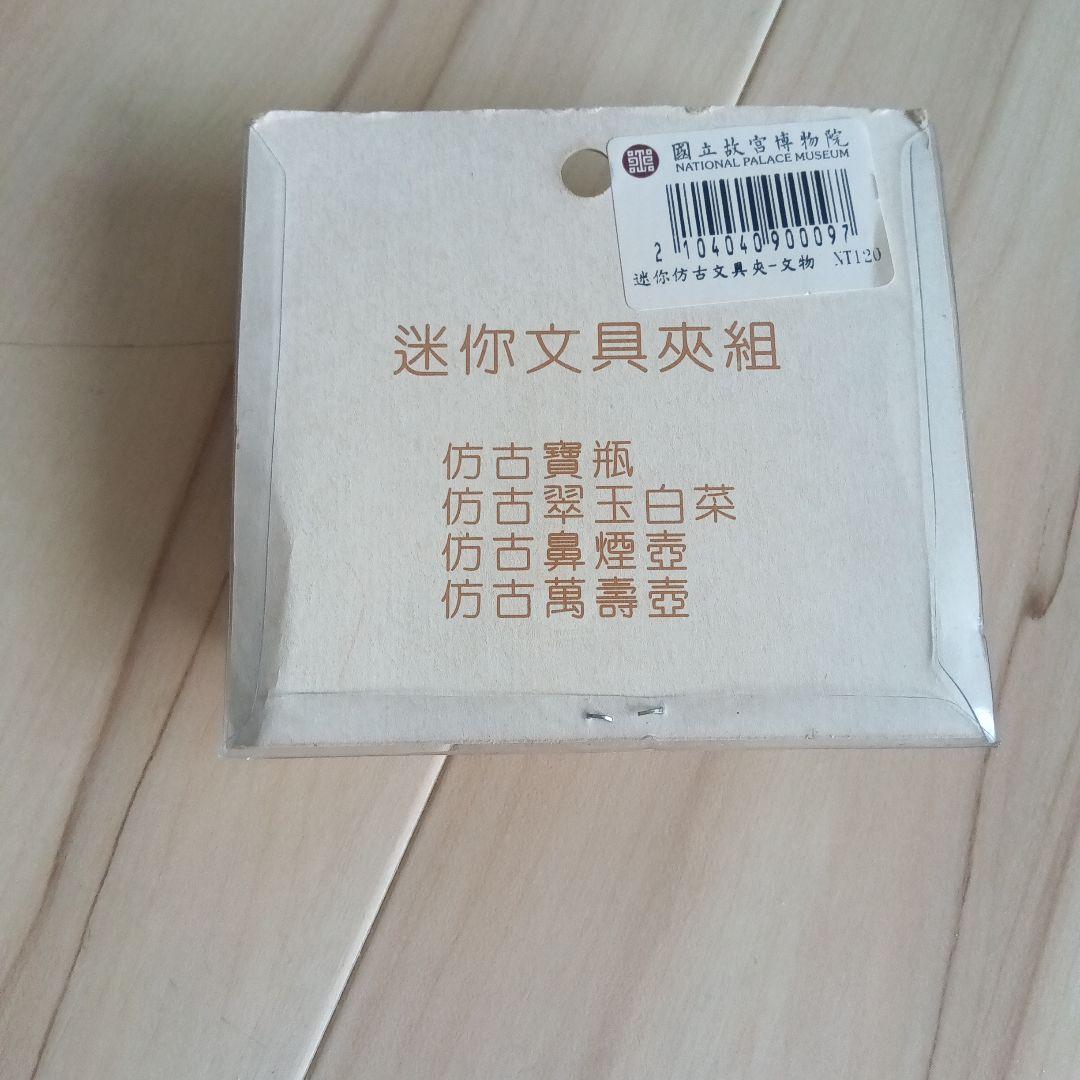 國立故宮博物院
NATIONAL PALACE MUSEUM
2 104040 900097
迷你仿古文具夾-文物 NT120
迷你文具夾組
仿古寶瓶
仿古翠玉白菜
仿古鼻煙壺
仿古萬壽壺